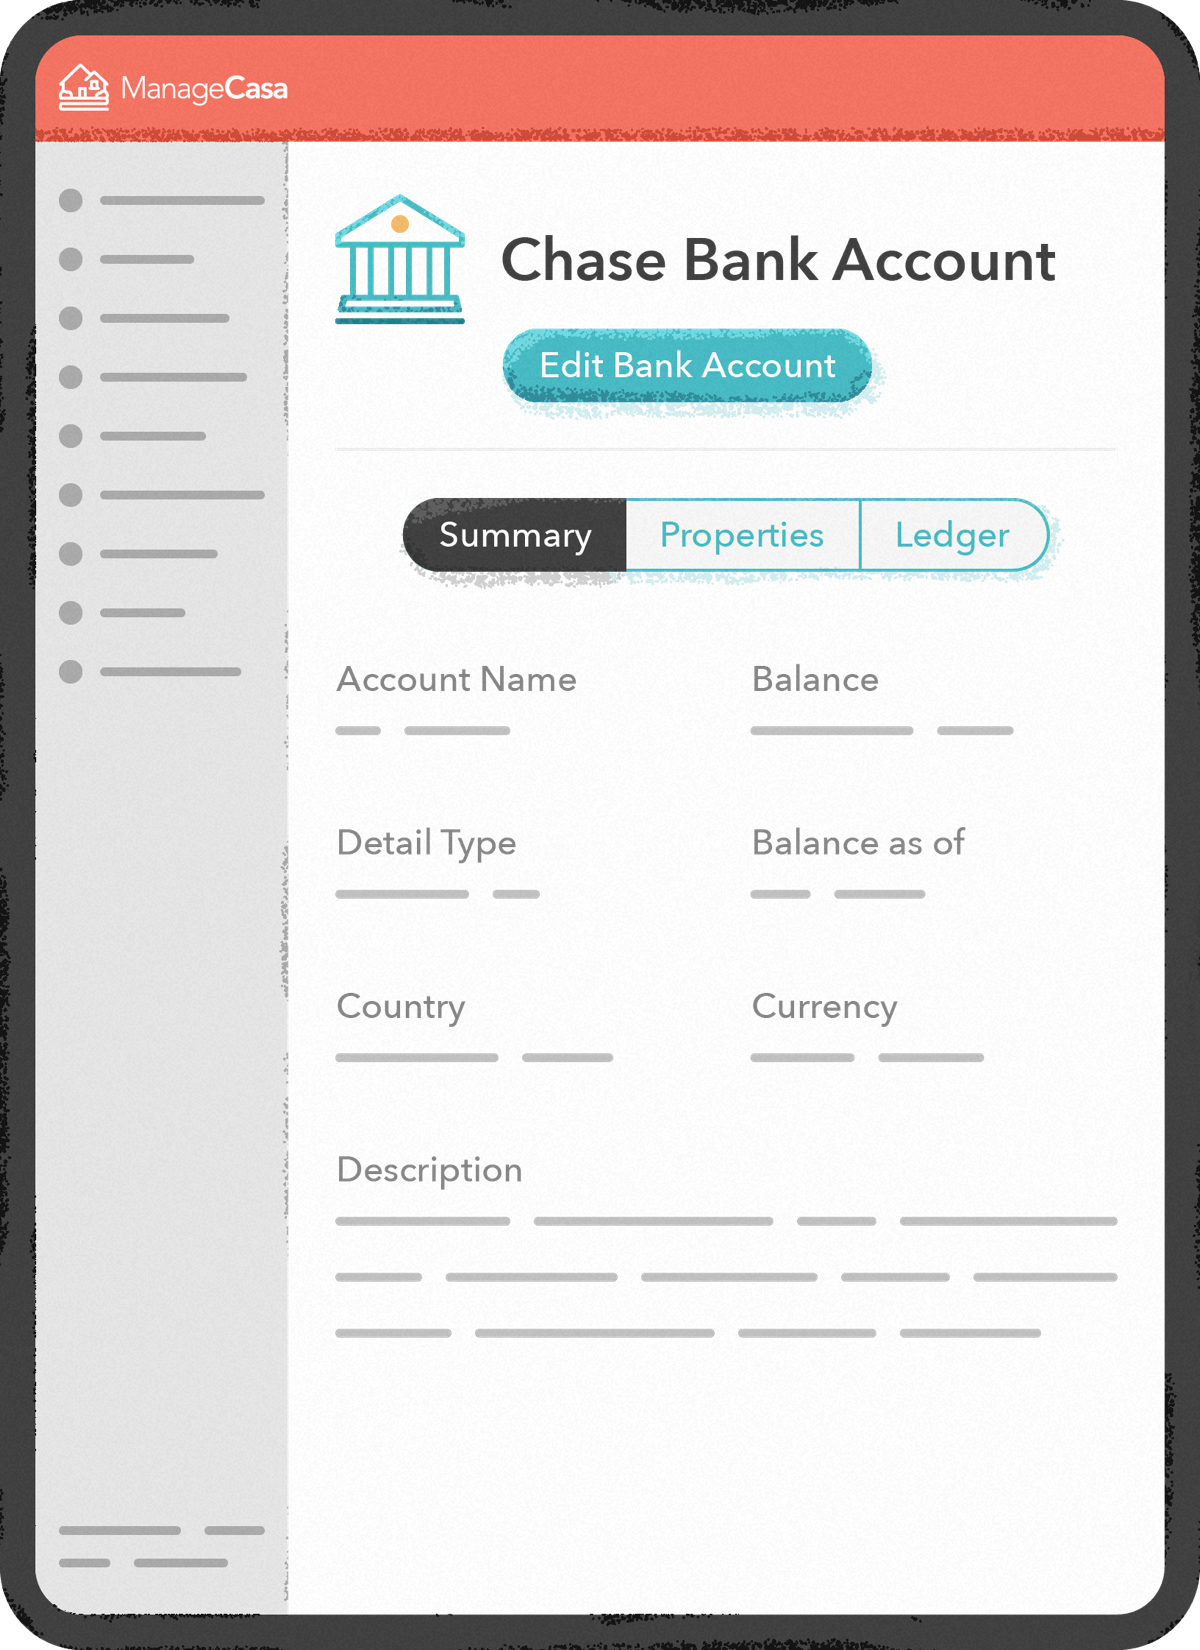 ManageCasa
Chase Bank Account
Edit Bank Account
Summary Properties Ledger
Account Name Balance
Detail Type Balance as of
Country Currency
Description